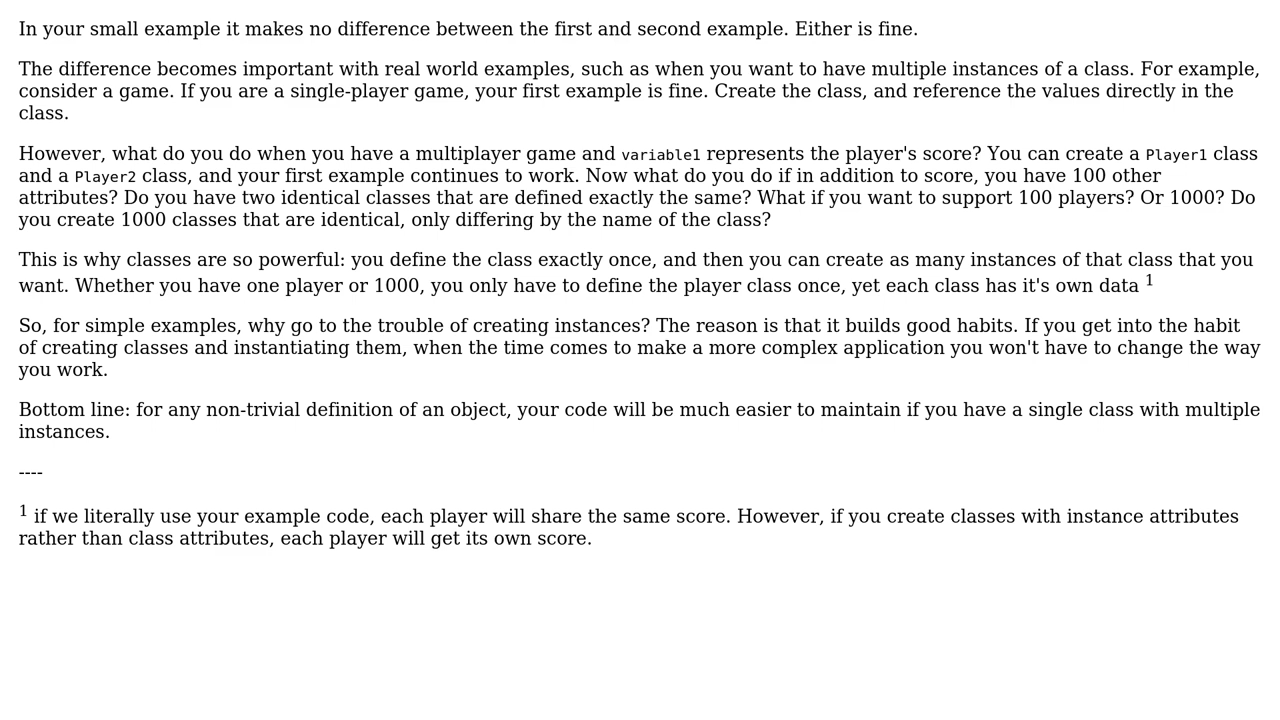 In your small example it makes no difference between the first and second example. Either is fine.
The difference becomes important with real world examples, such as when you want to have multiple instances of a class. For example,
consider a game. If you are a single-player game, your first example is fine. Create the class, and reference the values directly in the
class.
However, what do you do when you have a multiplayer game and variable1 represents the player's score? You can create a Player1 class
and a Player2 class, and your first example continues to work. Now what do you do if in addition to score, you have 100 other
attributes? Do you have two identical classes that are defined exactly the same? What if you want to support 100 players? Or 1000? Do
you create 1000 classes that are identical, only differing by the name of the class?
This is why classes are so powerful: you define the class exactly once, and then you can create as many instances of that class that you
want. Whether you have one player or 1000, you only have to define the player class once, yet each class has it's own data 1
So, for simple examples, why go to the trouble of creating instances? The reason is that it builds good habits. If you get into the habit
of creating classes and instantiating them, when the time comes to make a more complex application you won't have to change the way
you work.
Bottom line: for any non-trivial definition of an object, your code will be much easier to maintain if you have a single class with multiple
instances.
----
1 if we literally use your example code, each player will share the same score. However, if you create classes with instance attributes
rather than class attributes, each player will get its own score.